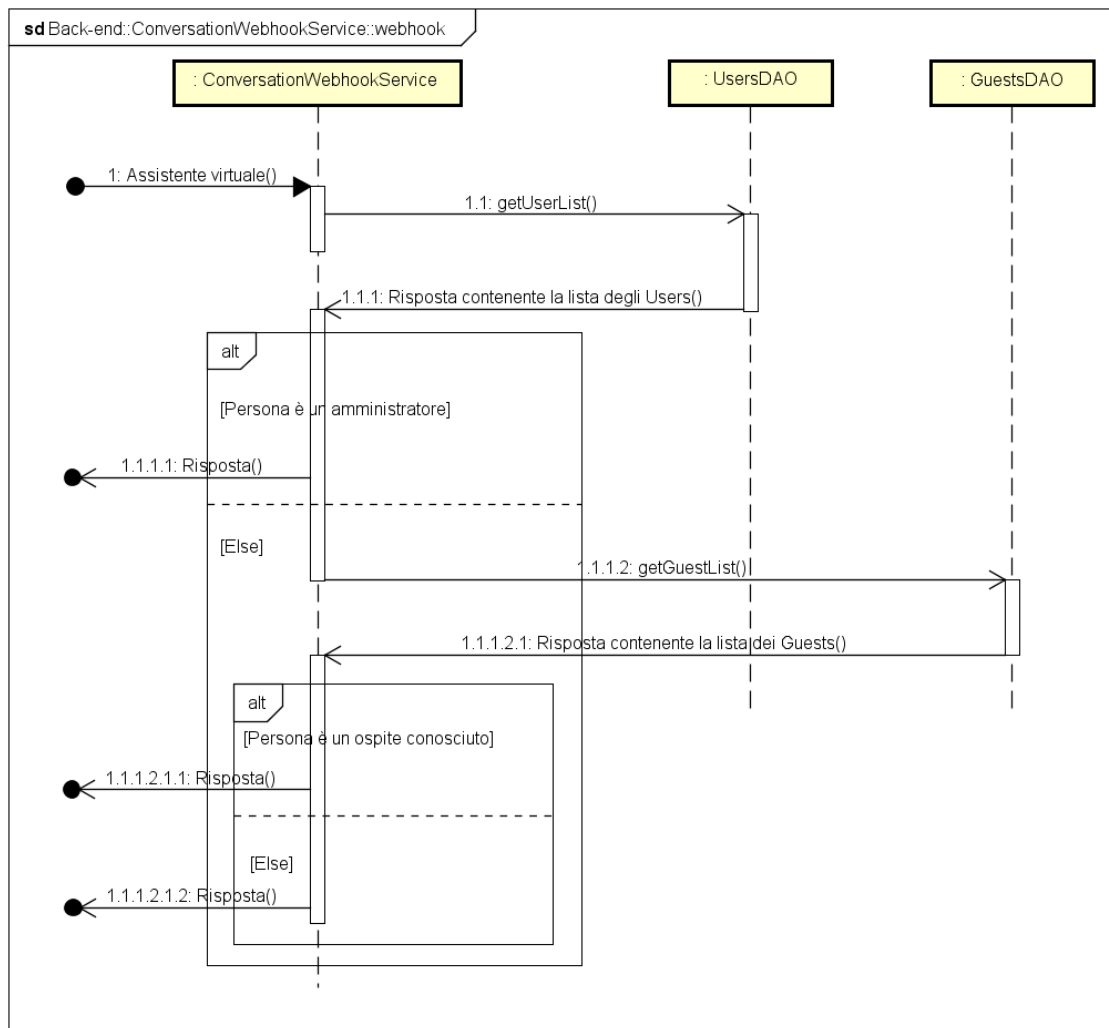 sd Back-end::ConversationWebhookService::webhook
: ConversationWebhookService
: UsersDAO
: GuestsDAO
1: Assistente virtuale()
1.1: getUserList()
1.1.1: Risposta contenente la lista degli Users()
alt
[Persona è un amministratore]
1.1.1.1: Risposta()
[Else]
1.1.1.2: getGuestList()
1.1.1.2.1: Risposta contenente la lista dei Guests()
alt
[Persona è un ospite conosciuto]
1.1.1.2.1.1: Risposta()
[Else]
1.1.1.2.1.2: Risposta()